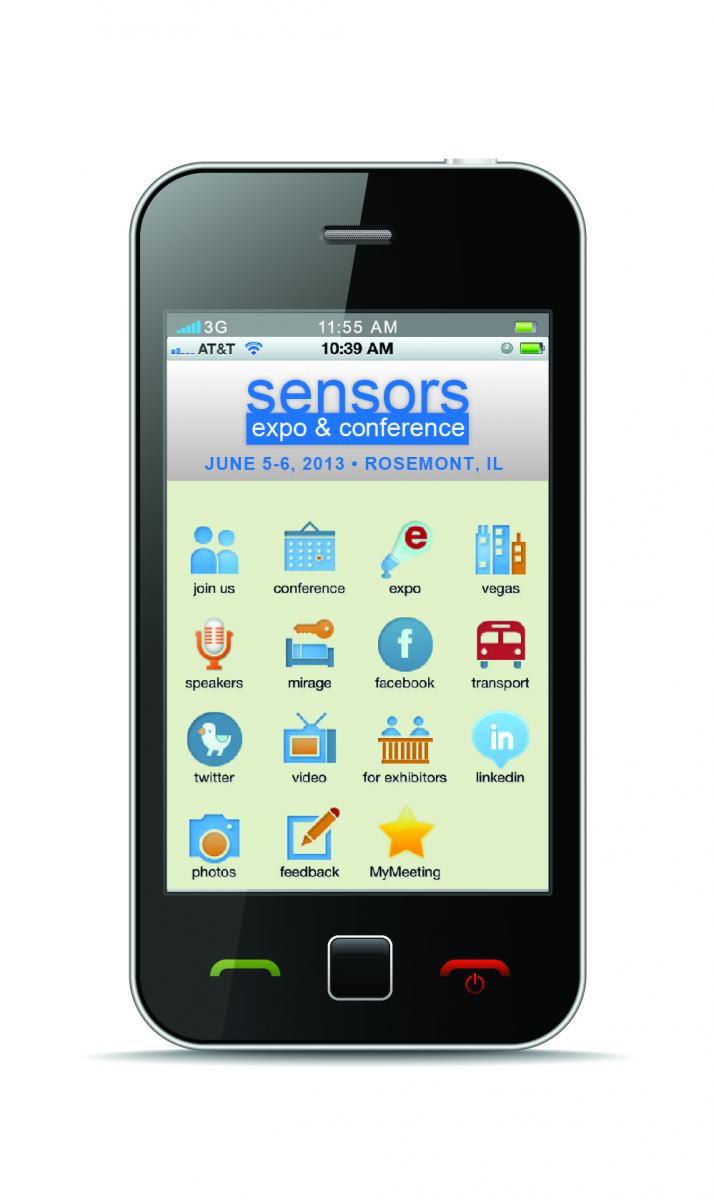 3G 11:55 AM
AT&T 10:39 AM
sensors
expo & conference
JUNE 5-6, 2013 • ROSEMONT, IL
e
join us conference expo vegas
f
speakers mirage facebook transport
in
twitter video for exhibitors linkedin
photos feedback MyMeeting